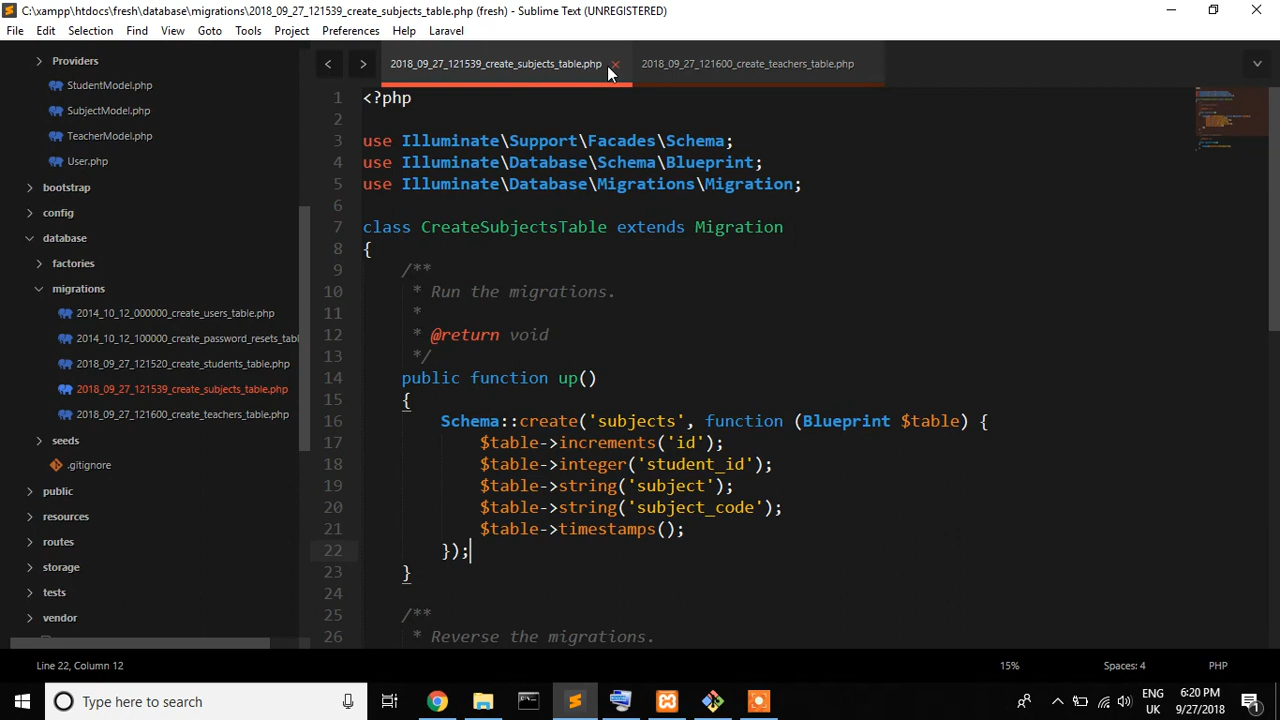 C:\xampp\htdocs\fresh\database\migrations\2018_09_27_121539_create_subjects_table.php (fresh) - Sublime Text (UNREGISTERED)
File Edit Selection Find View Goto Tools Project Preferences Help Laravel
Providers
StudentModel.php
SubjectModel.php
TeacherModel.php
User.php
bootstrap
config
database
factories
migrations
2014_10_12_000000_create_users_table.php
2014_10_12_100000_create_password_resets_tabl
2018_09_27_121520_create_students_table.php
2018_09_27_121539_create_subjects_table.php
2018_09_27_121600_create_teachers_table.php
seeds
.gitignore
public
resources
routes
storage
tests
vendor
2018_09_27_121539_create_subjects_table.php 2018_09_27_121600_create_teachers_table.php
1 <?php
2
3 use Illuminate\Support\Facades\Schema;
4 use Illuminate\Database\Schema\Blueprint;
5 use Illuminate\Database\Migrations\Migration;
6
7 class CreateSubjectsTable extends Migration
8 {
9 /**
10 * Run the migrations.
11 *
12 * @return void
13 */
14 public function up()
15 {
16 Schema::create('subjects', function (Blueprint $table) {
17 $table->increments('id');
18 $table->integer('student_id');
19 $table->string('subject');
20 $table->string('subject_code');
21 $table->timestamps();
22 });
23 }
24
25 /**
26 * Reverse the migrations.
Line 22, Column 12 15% Spaces: 4 PHP
Type here to search
ENG 6:20 PM
UK 9/27/2018
1